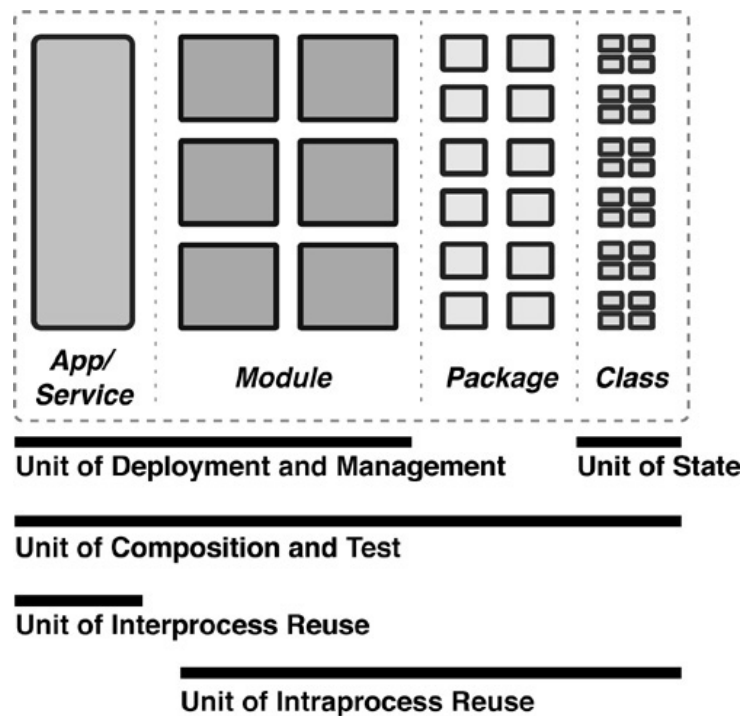 App/
Service
Module
Package
Class
Unit of Deployment and Management
Unit of State
Unit of Composition and Test
Unit of Interprocess Reuse
Unit of Intraprocess Reuse